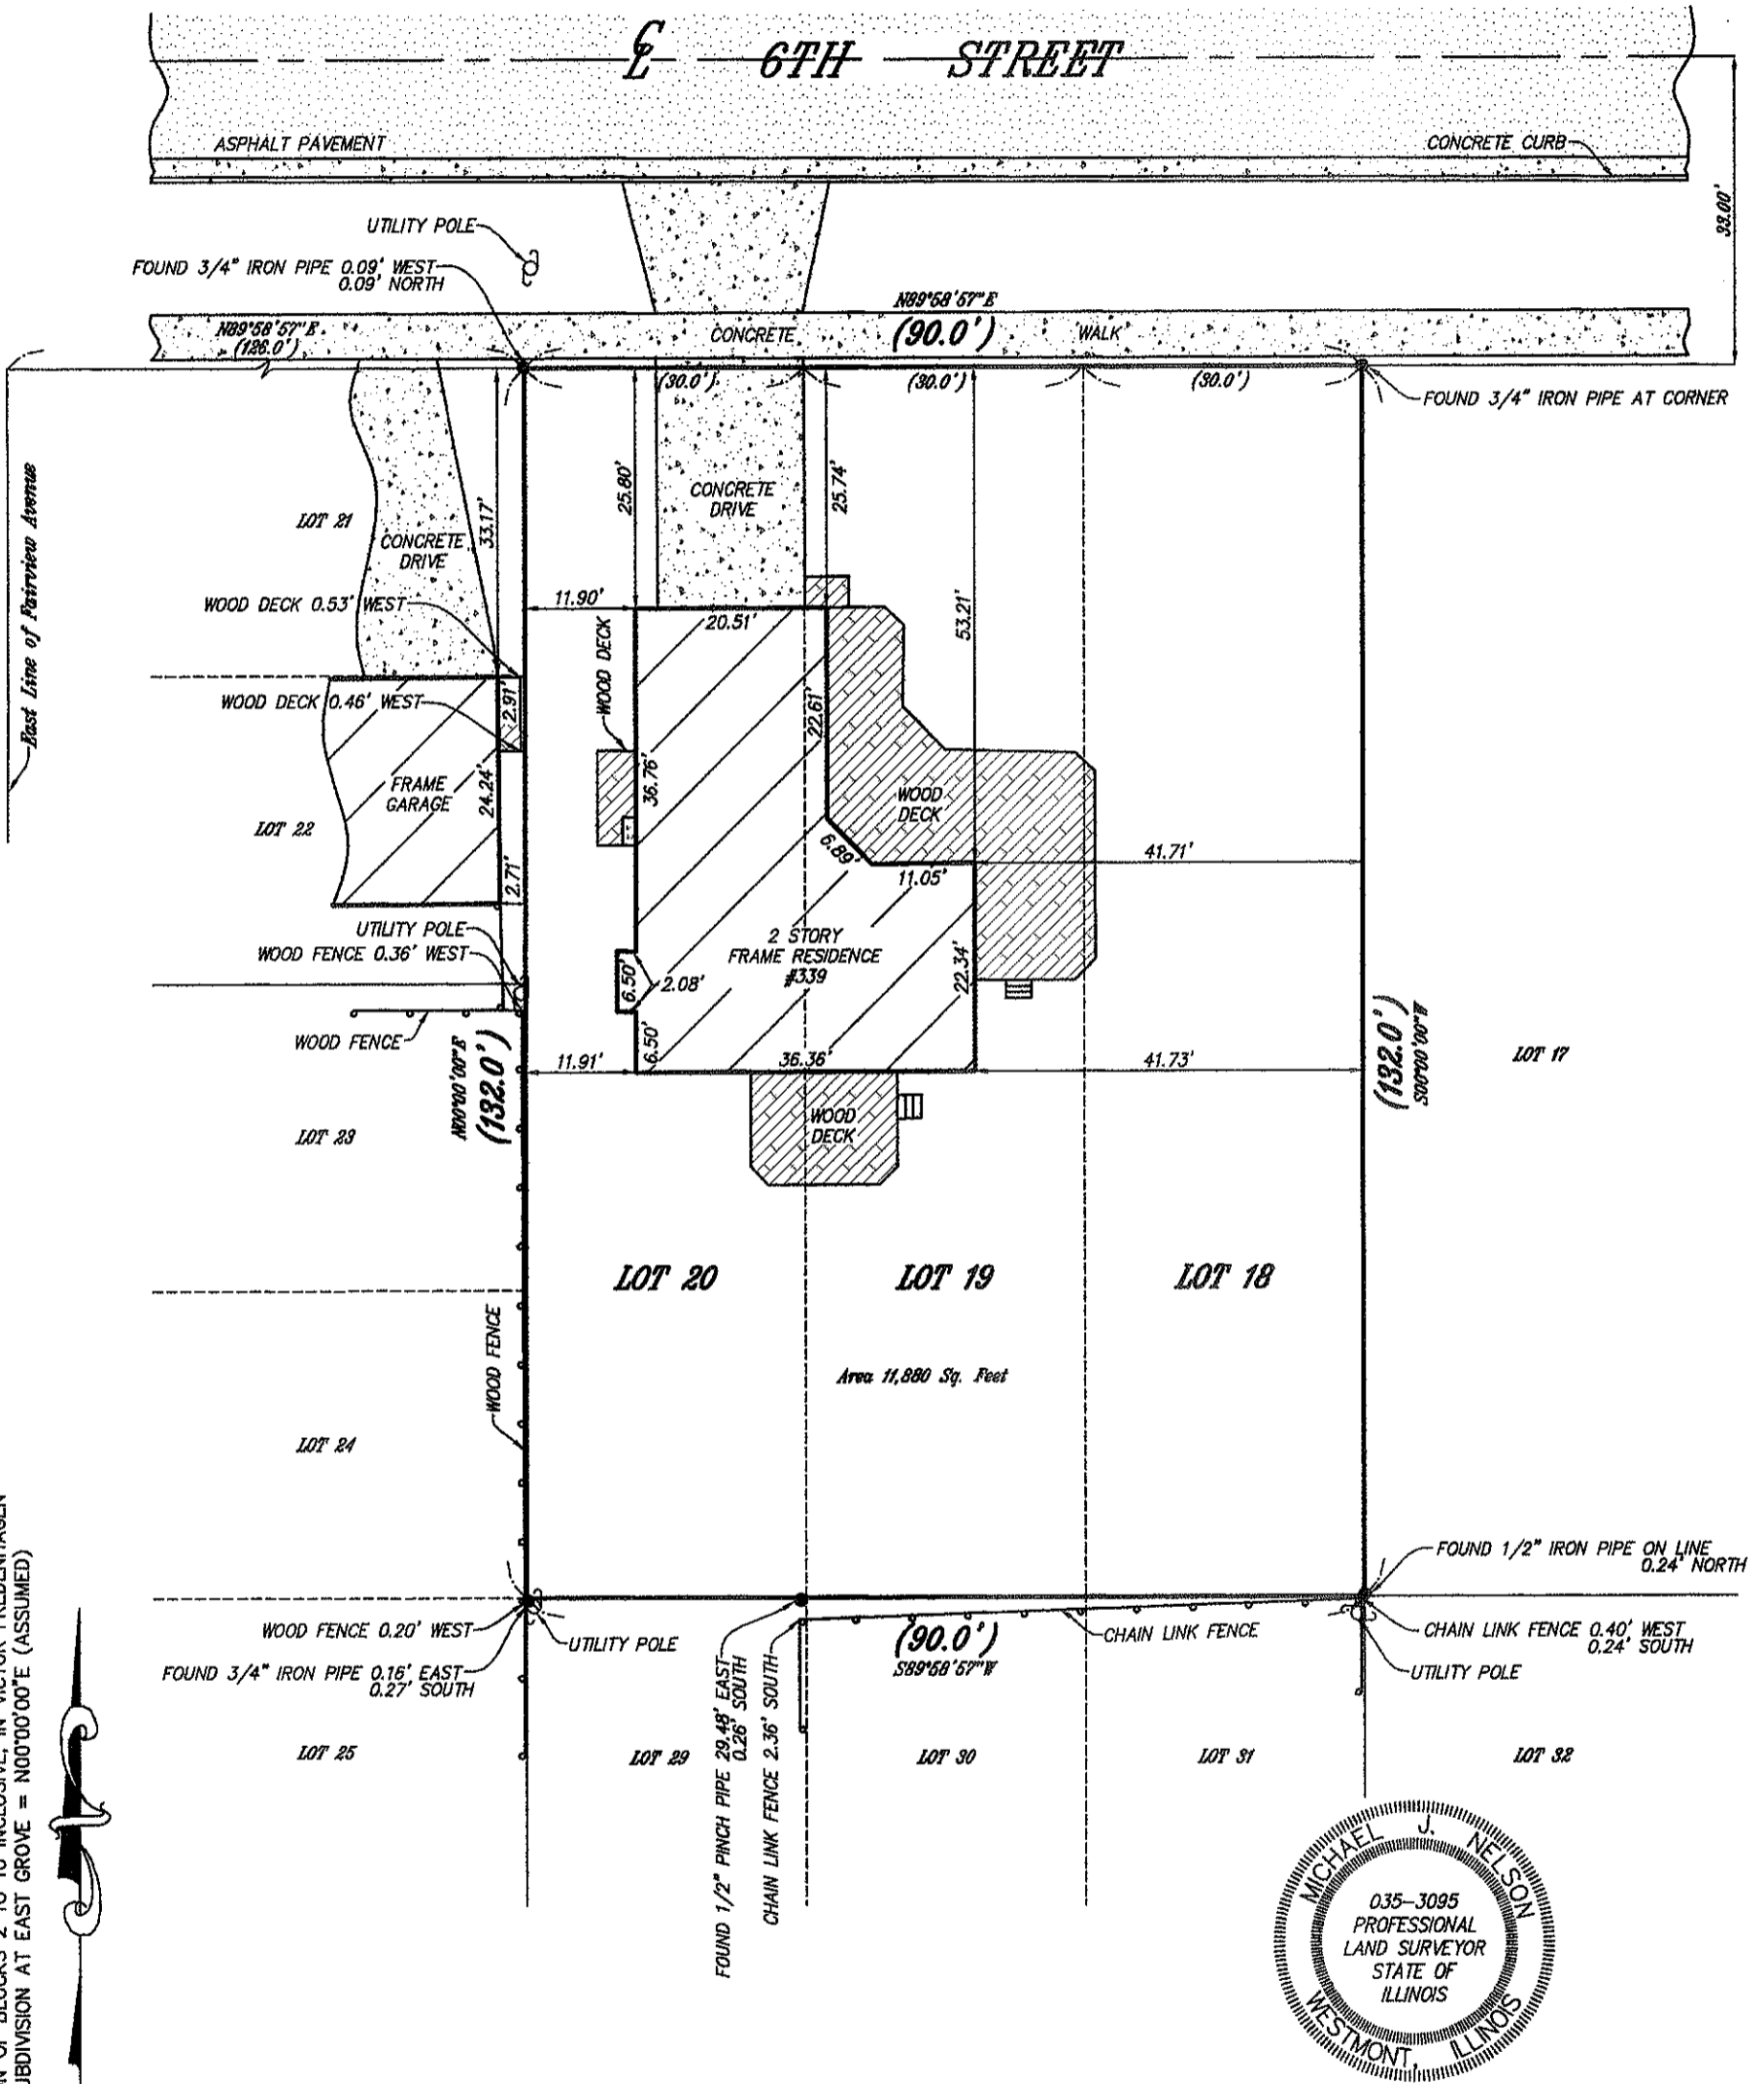 ℄ 6TH STREET
ASPHALT PAVEMENT
CONCRETE CURB
33.00'
UTILITY POLE
FOUND 3/4" IRON PIPE 0.09' WEST
0.09' NORTH
N89°58'57"E
(126.0')
CONCRETE
N89°58'57"E
(90.0')
WALK
(30.0')
(30.0')
(30.0')
FOUND 3/4" IRON PIPE AT CORNER
East Line of Fairview Avenue
LOT 21
CONCRETE
DRIVE
33.17'
25.80'
CONCRETE
DRIVE
25.74'
53.21'
WOOD DECK 0.53' WEST
11.90'
20.51'
WOOD DECK
WOOD DECK 0.46' WEST
2.91'
22.61'
36.76'
FRAME
GARAGE
24.24'
LOT 22
WOOD
DECK
6.89'
11.05'
41.71'
2.71'
UTILITY POLE
WOOD FENCE 0.36' WEST
2 STORY
FRAME RESIDENCE
#339
6.50'
2.08'
22.34'
WOOD FENCE
N00°00'00"E
(132.0')
11.91'
6.50'
36.36'
41.73'
(132.0')
S00°00'00"W
LOT 17
LOT 23
WOOD
DECK
LOT 20
LOT 19
LOT 18
WOOD FENCE
Area 11,880 Sq. Feet
LOT 24
FOUND 1/2" IRON PIPE ON LINE
0.24' NORTH
WOOD FENCE 0.20' WEST
UTILITY POLE
FOUND 3/4" IRON PIPE 0.16' EAST
0.27' SOUTH
(90.0')
S89°58'57"W
CHAIN LINK FENCE
CHAIN LINK FENCE 0.40' WEST
0.24' SOUTH
UTILITY POLE
FOUND 1/2" PINCH PIPE 29.48' EAST
0.26' SOUTH
CHAIN LINK FENCE 2.36' SOUTH
LOT 25
LOT 29
LOT 30
LOT 31
LOT 32
BLOCKS 2 TO 10 INCLUSIVE, IN VICTOR FREDENHAGEN
SUBDIVISION AT EAST GROVE = N00°00'00"E (ASSUMED)
MICHAEL J. NELSON
035-3095
PROFESSIONAL
LAND SURVEYOR
STATE OF
ILLINOIS
WESTMONT, ILLINOIS